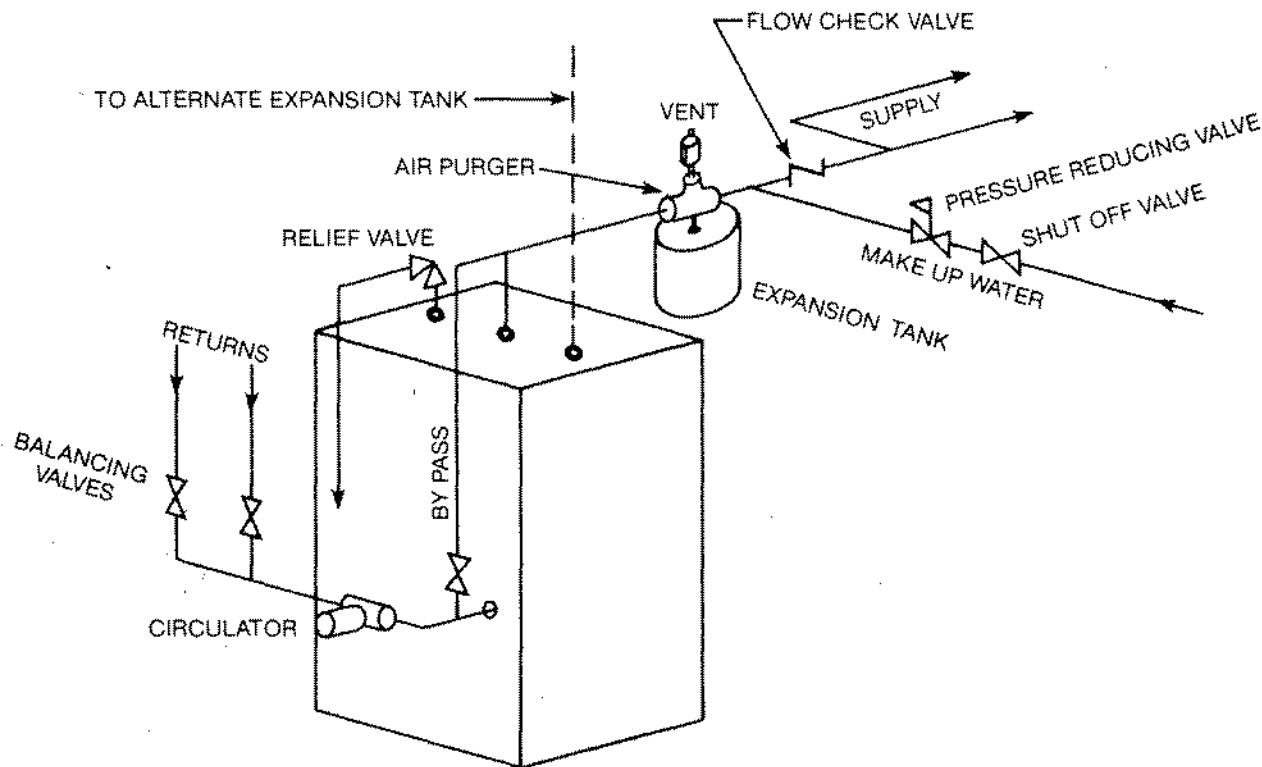 FLOW CHECK VALVE
TO ALTERNATE EXPANSION TANK
VENT
SUPPLY
AIR PURGER
PRESSURE REDUCING VALVE
SHUT OFF VALVE
RELIEF VALVE
MAKE UP WATER
EXPANSION TANK
RETURNS
BALANCING
VALVES
BY PASS
CIRCULATOR